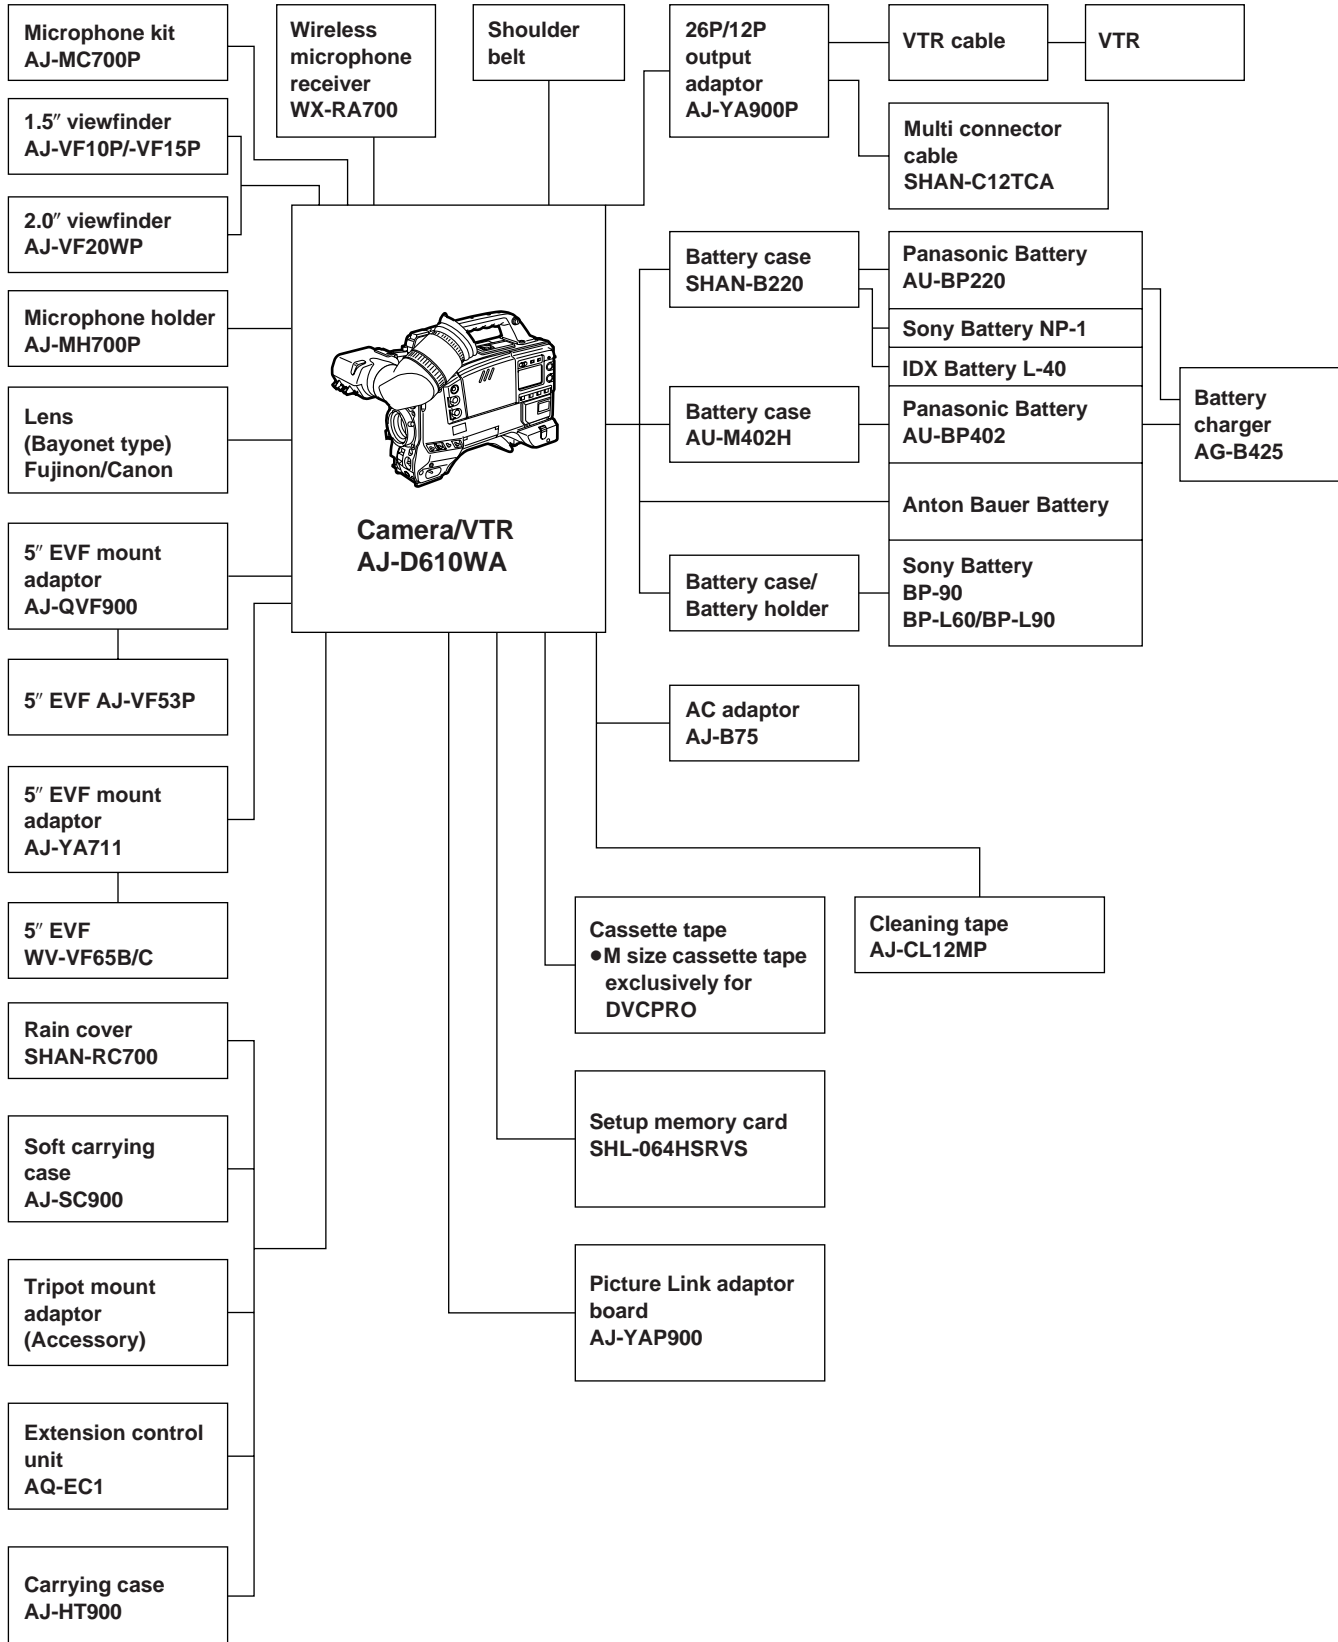 Microphone kit
AJ-MC700P
Wireless
microphone
receiver
WX-RA700
Shoulder
belt
26P/12P
output
adaptor
AJ-YA900P
VTR cable
VTR
1.5″ viewfinder
AJ-VF10P/-VF15P
Multi connector
cable
SHAN-C12TCA
2.0″ viewfinder
AJ-VF20WP
Microphone holder
AJ-MH700P
Lens
(Bayonet type)
Fujinon/Canon
5″ EVF mount
adaptor
AJ-QVF900
5″ EVF AJ-VF53P
5″ EVF mount
adaptor
AJ-YA711
5″ EVF
WV-VF65B/C
Rain cover
SHAN-RC700
Soft carrying
case
AJ-SC900
Tripot mount
adaptor
(Accessory)
Extension control
unit
AQ-EC1
Carrying case
AJ-HT900
Camera/VTR
AJ-D610WA
Battery case
SHAN-B220
Panasonic Battery
AU-BP220
Sony Battery NP-1
IDX Battery L-40
Battery case
AU-M402H
Panasonic Battery
AU-BP402
Battery
charger
AG-B425
Anton Bauer Battery
Battery case/
Battery holder
Sony Battery
BP-90
BP-L60/BP-L90
AC adaptor
AJ-B75
Cassette tape
●M size cassette tape
exclusively for
DVCPRO
Cleaning tape
AJ-CL12MP
Setup memory card
SHL-064HSRVS
Picture Link adaptor
board
AJ-YAP900